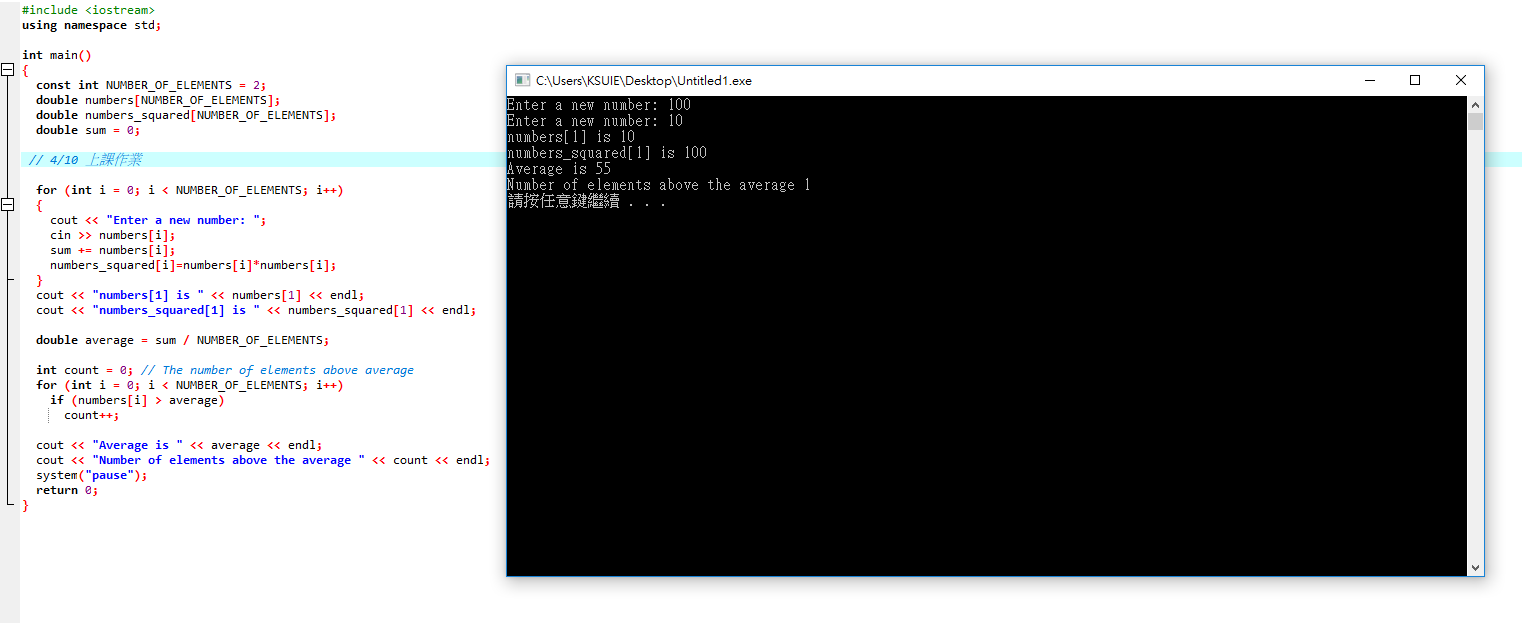 #include <iostream>
using namespace std;
int main()
{
const int NUMBER_OF_ELEMENTS = 2;
double numbers[NUMBER_OF_ELEMENTS];
double numbers_squared[NUMBER_OF_ELEMENTS];
double sum = 0;
// 4/10 上課作業
for (int i = 0; i < NUMBER_OF_ELEMENTS; i++)
{
cout << "Enter a new number: ";
cin >> numbers[i];
sum += numbers[i];
numbers_squared[i]=numbers[i]*numbers[i];
}
cout << "numbers[1] is " << numbers[1] << endl;
cout << "numbers_squared[1] is " << numbers_squared[1] << endl;
double average = sum / NUMBER_OF_ELEMENTS;
int count = 0; // The number of elements above average
for (int i = 0; i < NUMBER_OF_ELEMENTS; i++)
if (numbers[i] > average)
count++;
cout << "Average is " << average << endl;
cout << "Number of elements above the average " << count << endl;
system("pause");
return 0;
}
C:\Users\KSUIE\Desktop\Untitled1.exe
Enter a new number: 100
Enter a new number: 10
numbers[1] is 10
numbers_squared[1] is 100
Average is 55
Number of elements above the average 1
請按任意鍵繼續 . . .